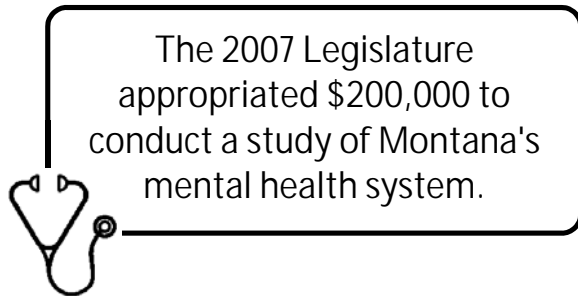 The 2007 Legislature
appropriated $200,000 to
conduct a study of Montana's
mental health system.